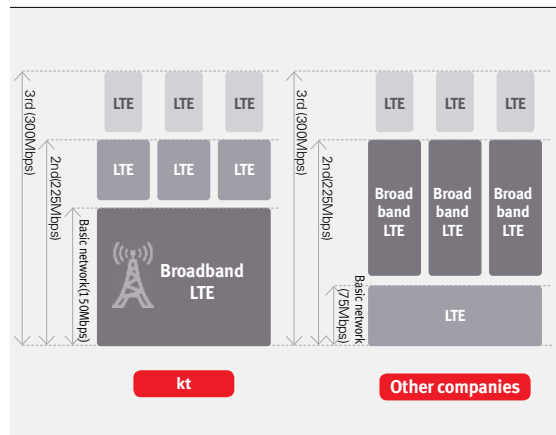 3rd (300Mbps)
2nd(225Mbps)
Basic network(150Mbps)
LTE
LTE
LTE
LTE
LTE
LTE
Broadband
LTE
kt
3rd (300Mbps)
2nd(225Mbps)
Basic network
(75Mbps)
LTE
LTE
LTE
Broad
band
LTE
Broad
band
LTE
Broad
band
LTE
LTE
Other companies